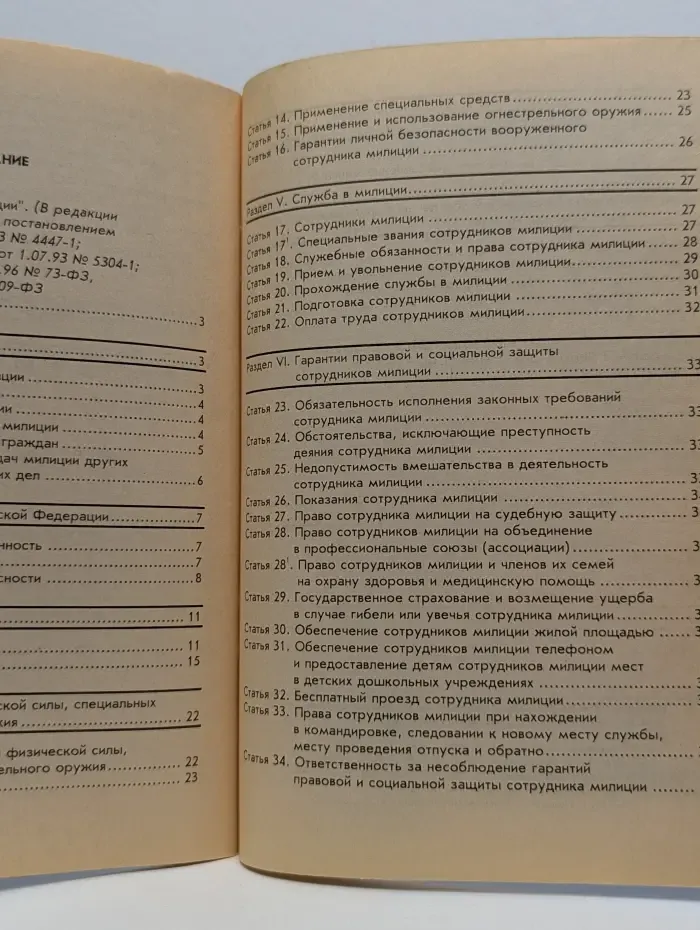 АНИЕ
ции". (В редакции
постановлением
3 № 4447-1;
от 1.07.93 № 5304-1;
.96 № 73-ФЗ,
09-ФЗ
3
3
ации 3
4
ии 4
милиции 4
граждан 5
дач милиции других
их дел 6
ской Федерации 7
нность 7
7
сности 8
11
11
15
ской силы, специальных
жия 22
и физической силы,
ельного оружия 22
23
Статья 14. Применение специальных средств 23
Статья 15. Применение и использование огнестрельного оружия 25
Статья 16. Гарантии личной безопасности вооруженного
сотрудника милиции 26
Раздел V. Служба в милиции 27
Статья 17. Сотрудники милиции 27
Статья 17¹. Специальные звания сотрудников милиции 27
Статья 18. Служебные обязанности и права сотрудника милиции 28
Статья 19. Прием и увольнение сотрудников милиции 29
Статья 20. Прохождение службы в милиции 30
Статья 21. Подготовка сотрудников милиции 31
Статья 22. Оплата труда сотрудников милиции 32
Раздел VI. Гарантии правовой и социальной защиты
сотрудников милиции 33
Статья 23. Обязательность исполнения законных требований
сотрудника милиции 33
Статья 24. Обстоятельства, исключающие преступность
деяния сотрудника милиции 3
Статья 25. Недопустимость вмешательства в деятельность
сотрудника милиции 3
Статья 26. Показания сотрудника милиции 3
Статья 27. Право сотрудника милиции на судебную защиту 3
Статья 28. Право сотрудников милиции на объединение
в профессиональные союзы (ассоциации) 3
Статья 28¹. Право сотрудников милиции и членов их семей
на охрану здоровья и медицинскую помощь 3
Статья 29. Государственное страхование и возмещение ущерба
в случае гибели или увечья сотрудника милиции 3
Статья 30. Обеспечение сотрудников милиции жилой площадью 3
Статья 31. Обеспечение сотрудников милиции телефоном
и предоставление детям сотрудников милиции мест
в детских дошкольных учреждениях
Статья 32. Бесплатный проезд сотрудника милиции
Статья 33. Права сотрудников милиции при нахождении
в командировке, следовании к новому месту службы,
месту проведения отпуска и обратно
Статья 34. Ответственность за несоблюдение гарантий
правовой и социальной защиты сотрудника милиции